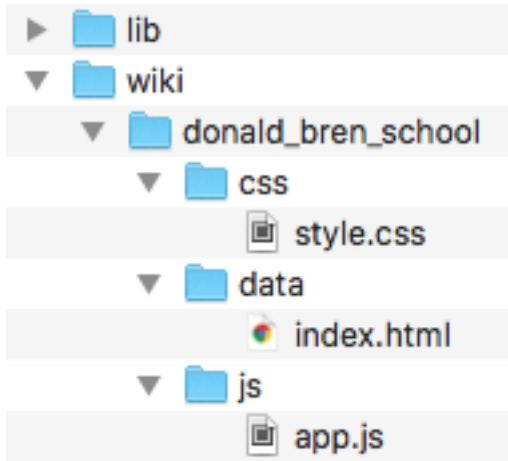 lib
wiki
donald_bren_school
css
style.css
data
index.html
js
app.js